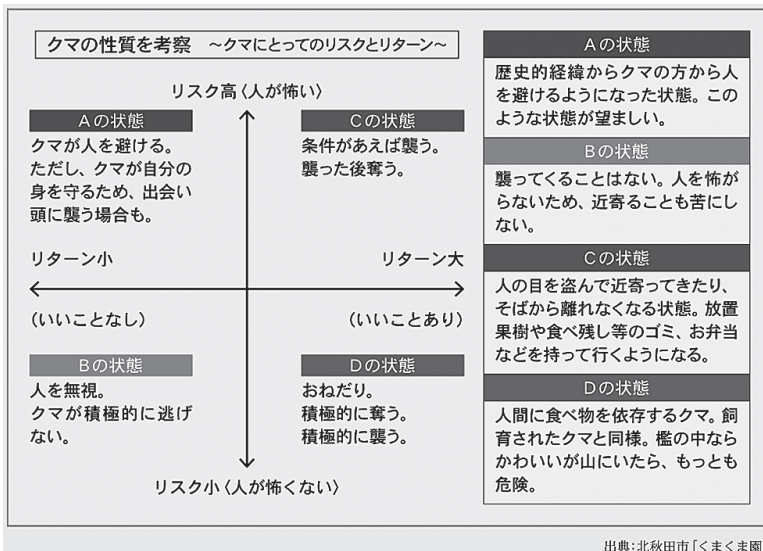 クマの性質を考察 ~クマにとってのリスクとリターン~
リスク高〈人が怖い〉
Aの状態
クマが人を避ける。
ただし、クマが自分の
身を守るため、出会い
頭に襲う場合も。
Cの状態
条件があえば襲う。
襲った後奪う。
リターン小
リターン大
(いいことなし)
(いいことあり)
Bの状態
人を無視。
クマが積極的に逃げ
ない。
Dの状態
おねだり。
積極的に奪う。
積極的に襲う。
リスク小〈人が怖くない〉
Aの状態
歴史的経緯からクマの方から人
を避けるようになった状態。この
ような状態が望ましい。
Bの状態
襲ってくることはない。人を怖が
らないため、近寄ることも苦にし
ない。
Cの状態
人の目を盗んで近寄ってきたり、
そばから離れなくなる状態。放置
果樹や食べ残し等のゴミ、お弁当
などを持って行くようになる。
Dの状態
人間に食べ物を依存するクマ。飼
育されたクマと同様。檻の中なら
かわいいが山にいたら、もっとも
危険。
出典:北秋田市「くまくま園